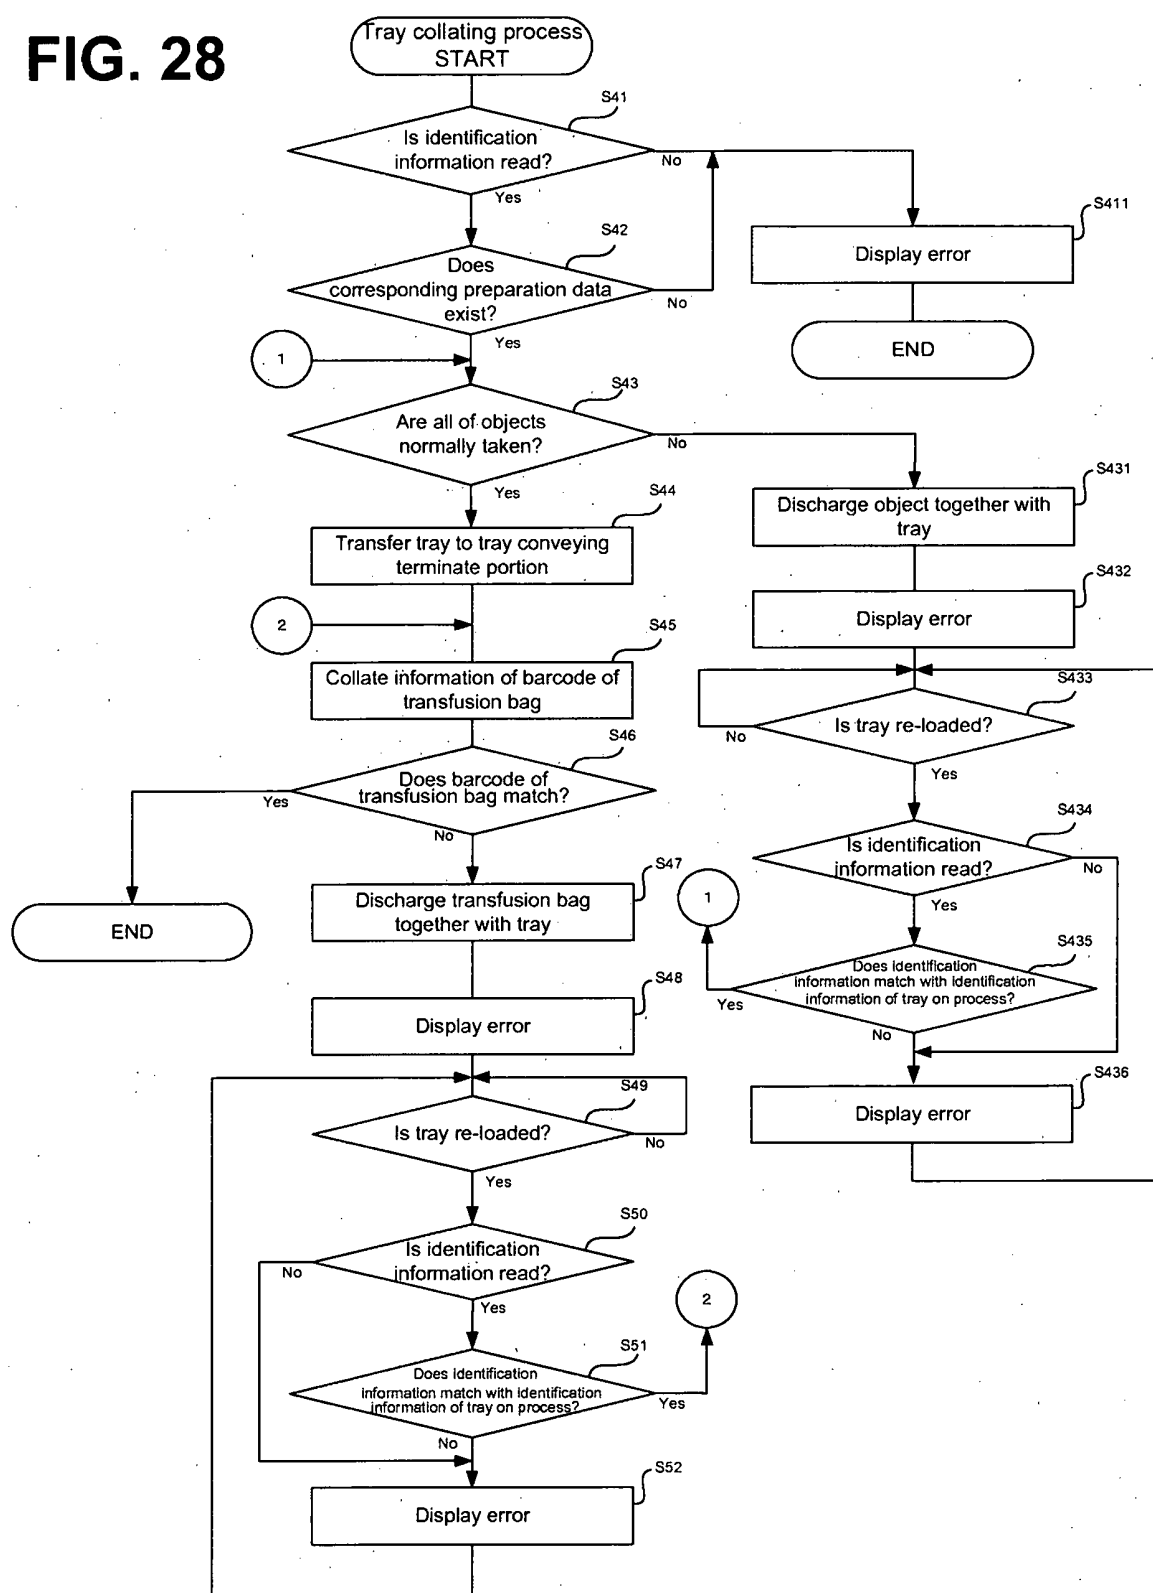 FIG. 28
Tray collating process
START
S41
Is identification
information read?
No
Yes
S411
Display error
END
S42
Does
corresponding preparation data
exist?
No
Yes
1
S43
Are all of objects
normally taken?
No
Yes
S431
Discharge object together with
tray
S44
Transfer tray to tray conveying
terminate portion
S432
Display error
2
S45
Collate information of barcode of
transfusion bag
S433
Is tray re-loaded?
No
Yes
S46
Does barcode of
transfusion bag match?
Yes
No
S434
Is identification
information read?
No
Yes
S47
Discharge transfusion bag
together with tray
1
END
S435
Does identification
information match with identification
information of tray on process?
Yes
No
S48
Display error
S436
Display error
S49
Is tray re-loaded?
No
Yes
S50
Is identification
information read?
No
Yes
2
S51
Does identification
information match with identification
information of tray on process?
Yes
No
S52
Display error